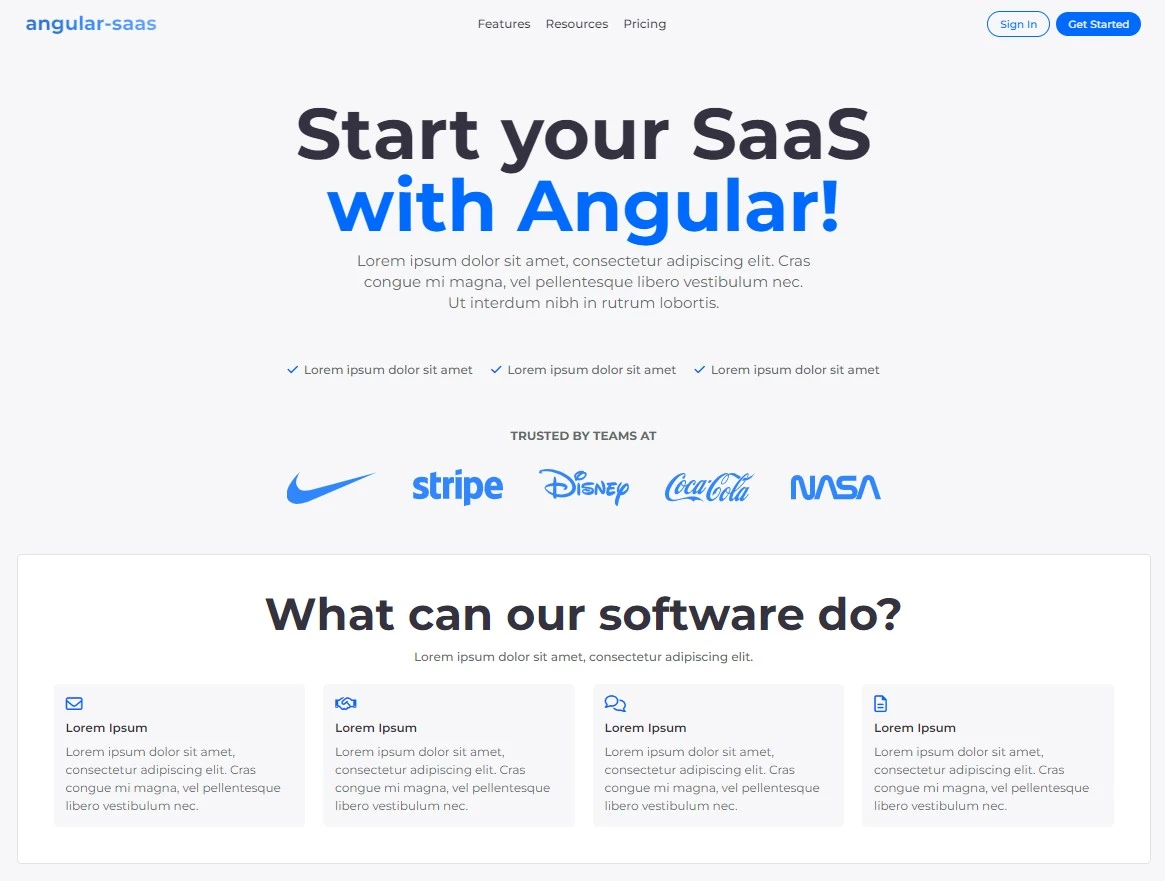 angular-saas
Features Resources Pricing
Sign In Get Started
Start your SaaS
with Angular!
Lorem ipsum dolor sit amet, consectetur adipiscing elit. Cras
congue mi magna, vel pellentesque libero vestibulum nec.
Ut interdum nibh in rutrum lobortis.
Lorem ipsum dolor sit amet Lorem ipsum dolor sit amet Lorem ipsum dolor sit amet
TRUSTED BY TEAMS AT
stripe Disney Coca-Cola NASA
What can our software do?
Lorem ipsum dolor sit amet, consectetur adipiscing elit.
Lorem Ipsum
Lorem ipsum dolor sit amet,
consectetur adipiscing elit. Cras
congue mi magna, vel pellentesque
libero vestibulum nec.
Lorem Ipsum
Lorem ipsum dolor sit amet,
consectetur adipiscing elit. Cras
congue mi magna, vel pellentesque
libero vestibulum nec.
Lorem Ipsum
Lorem ipsum dolor sit amet,
consectetur adipiscing elit. Cras
congue mi magna, vel pellentesque
libero vestibulum nec.
Lorem Ipsum
Lorem ipsum dolor sit amet,
consectetur adipiscing elit. Cras
congue mi magna, vel pellentesque
libero vestibulum nec.